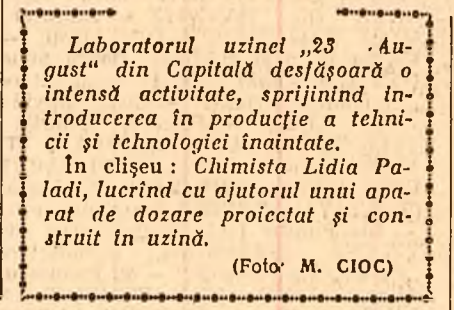 Laboratorul uzinei „23 Au-
gust“ din Capitală desfășoară o
intensă activitate, sprijinind in-
troducerea în producție a tehni-
cii și tehnologiei înaintate.
În clișeu : Chimista Lidia Pa-
ladi, lucrînd cu ajutorul unui apa-
rat de dozare proiectat și con-
struit în uzină.
(Foto M. CIOC)